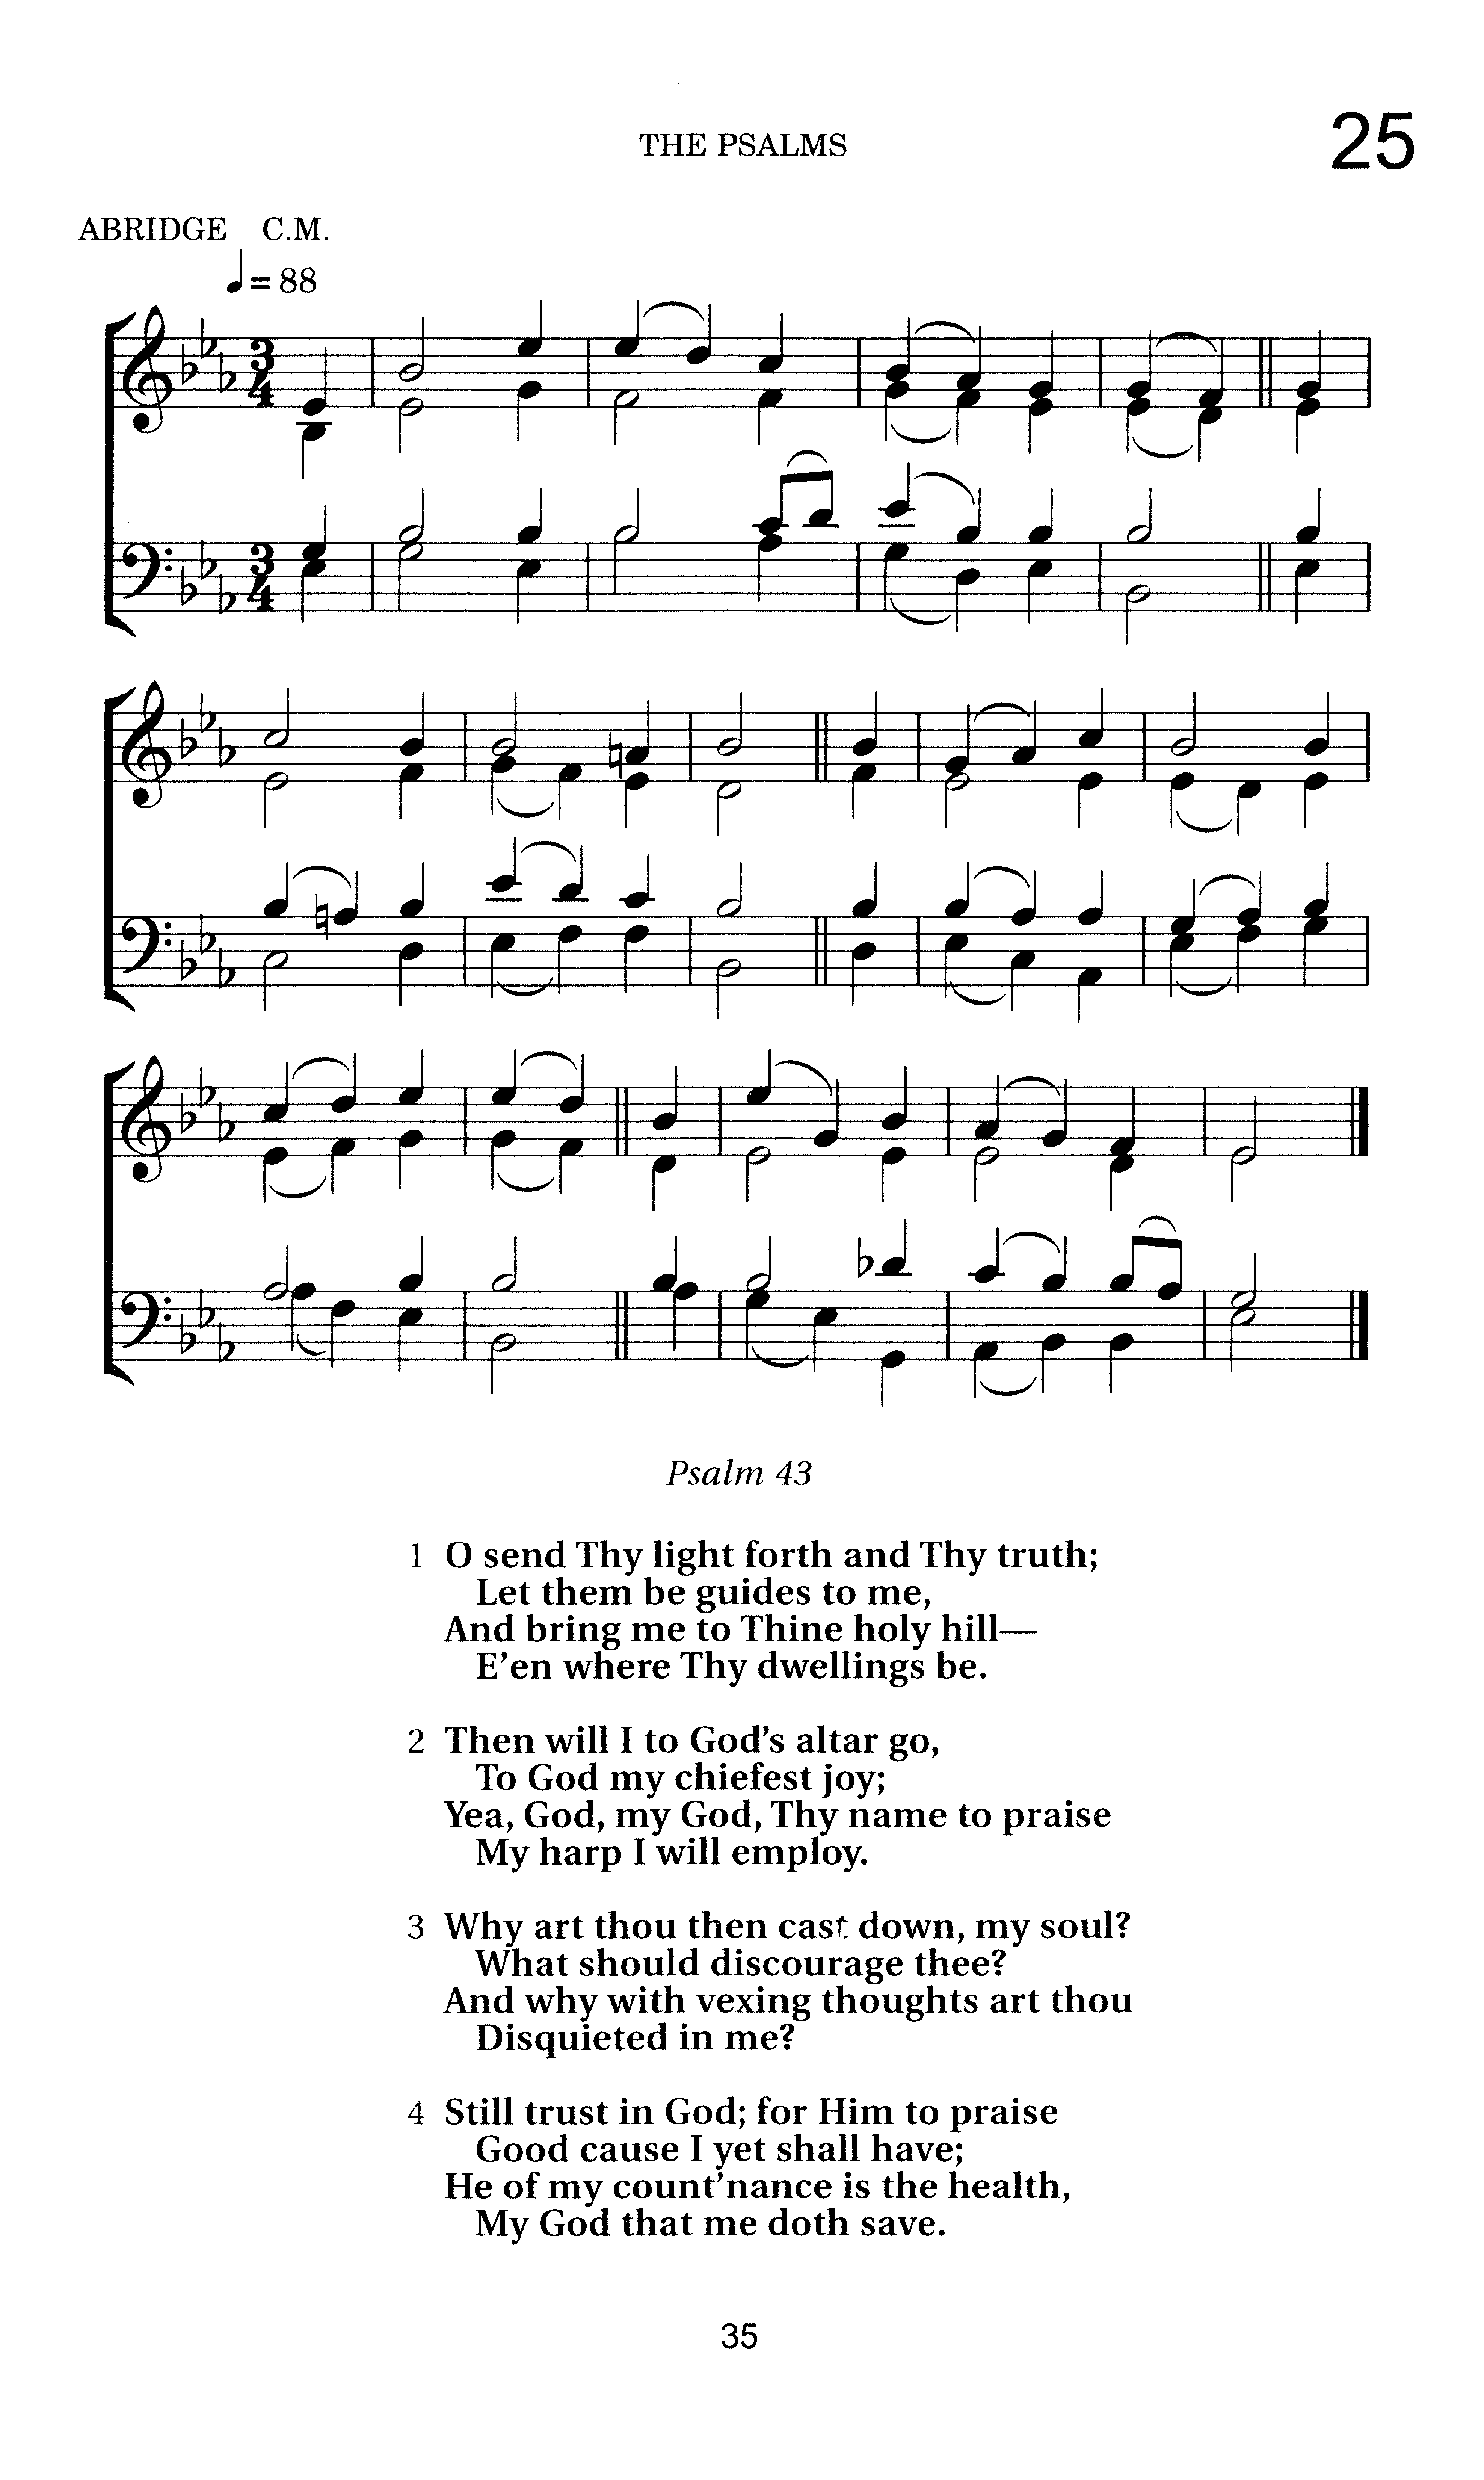 THE PSALMS
25
ABRIDGE C.M.
♩ = 88
Psalm 43
1 O send Thy light forth and Thy truth;
Let them be guides to me,
And bring me to Thine holy hill—
E’en where Thy dwellings be.
2 Then will I to God’s altar go,
To God my chiefest joy;
Yea, God, my God, Thy name to praise
My harp I will employ.
3 Why art thou then cast down, my soul?
What should discourage thee?
And why with vexing thoughts art thou
Disquieted in me?
4 Still trust in God; for Him to praise
Good cause I yet shall have;
He of my count’nance is the health,
My God that me doth save.
35